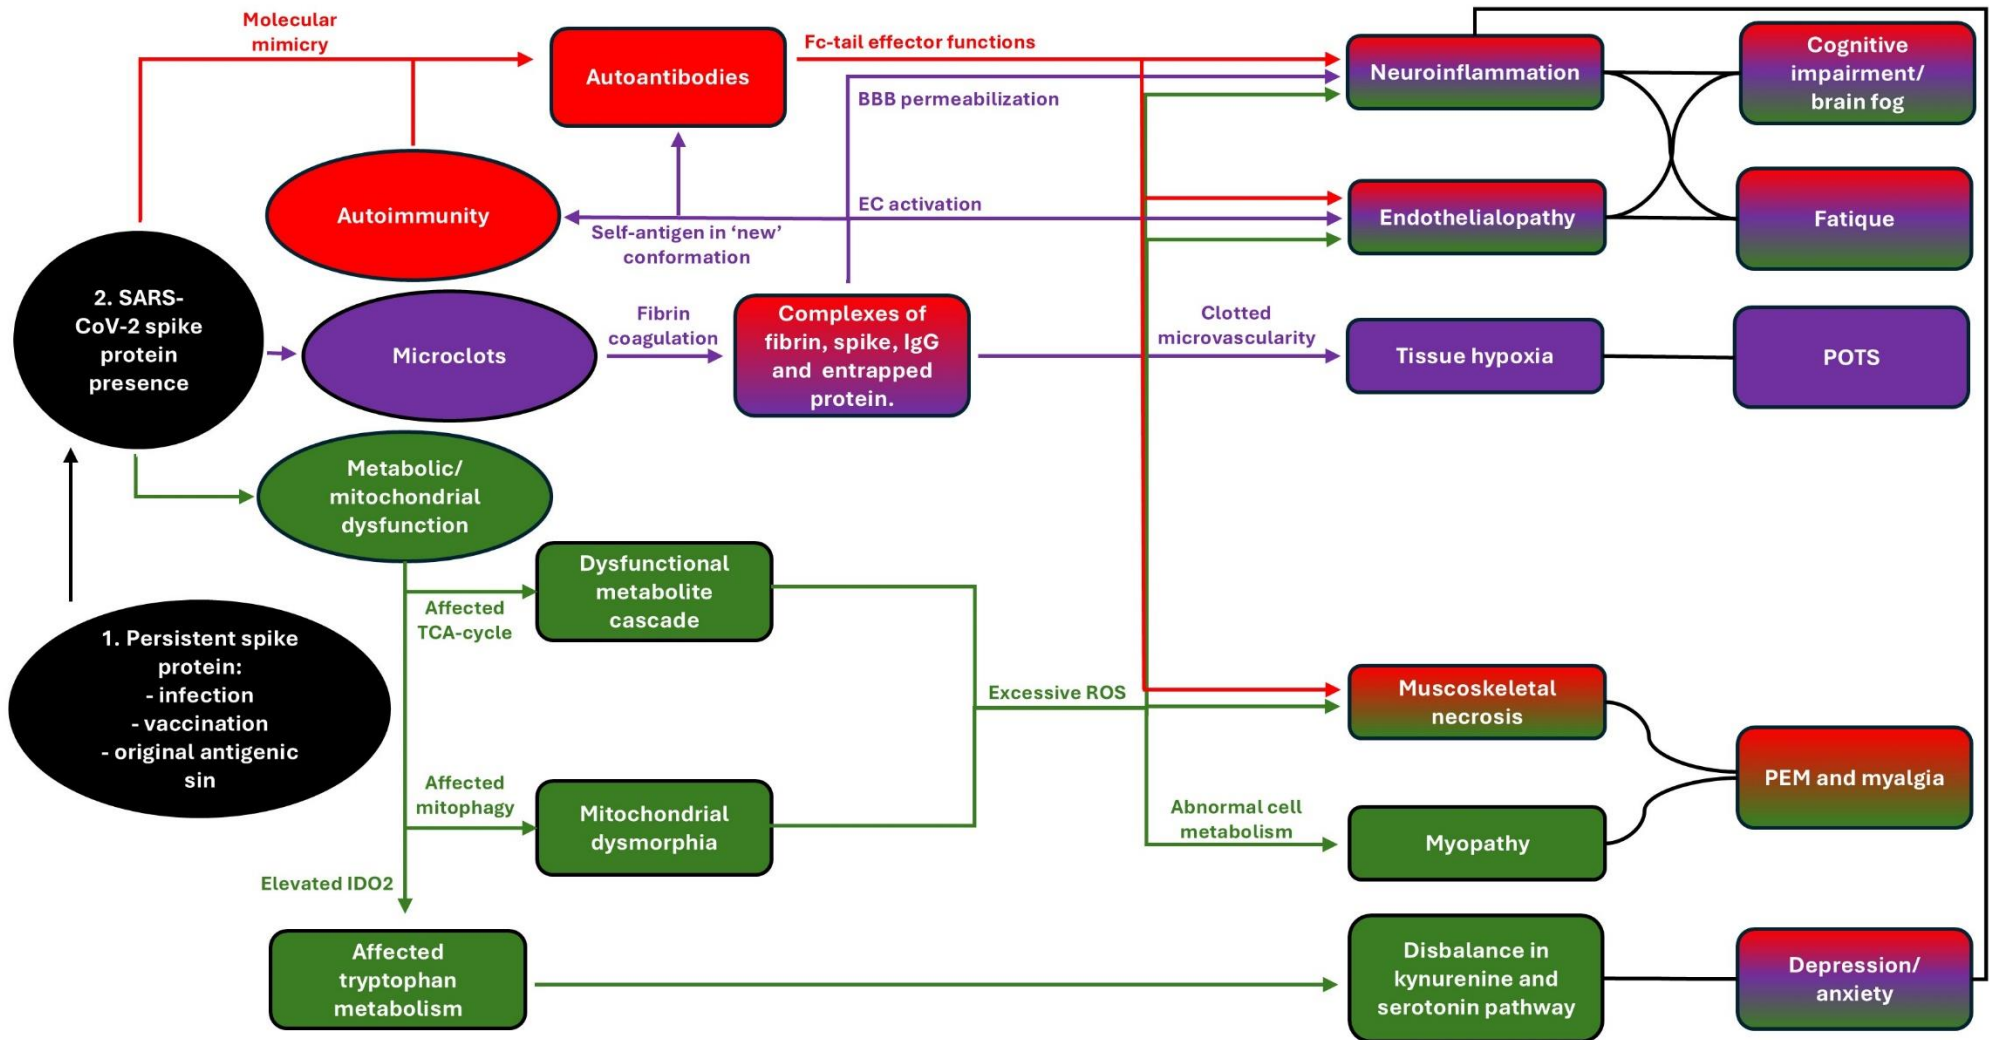 Molecular
mimicry
Autoantibodies
Fc-tail effector functions
BBB permeabilization
Neuroinflammation
Cognitive
impairment/
brain fog
Autoimmunity
EC activation
Self-antigen in ‘new’
conformation
Endothelialopathy
Fatique
2. SARS-
CoV-2 spike
protein
presence
Microclots
Fibrin
coagulation
Complexes of
fibrin, spike, IgG
and entrapped
protein.
Clotted
microvascularity
Tissue hypoxia
POTS
Metabolic/
mitochondrial
dysfunction
Affected
TCA-cycle
Dysfunctional
metabolite
cascade
1. Persistent spike
protein:
- infection
- vaccination
- original antigenic
sin
Excessive ROS
Muscoskeletal
necrosis
PEM and myalgia
Affected
mitophagy
Mitochondrial
dysmorphia
Abnormal cell
metabolism
Myopathy
Elevated IDO2
Affected
tryptophan
metabolism
Disbalance in
kynurenine and
serotonin pathway
Depression/
anxiety